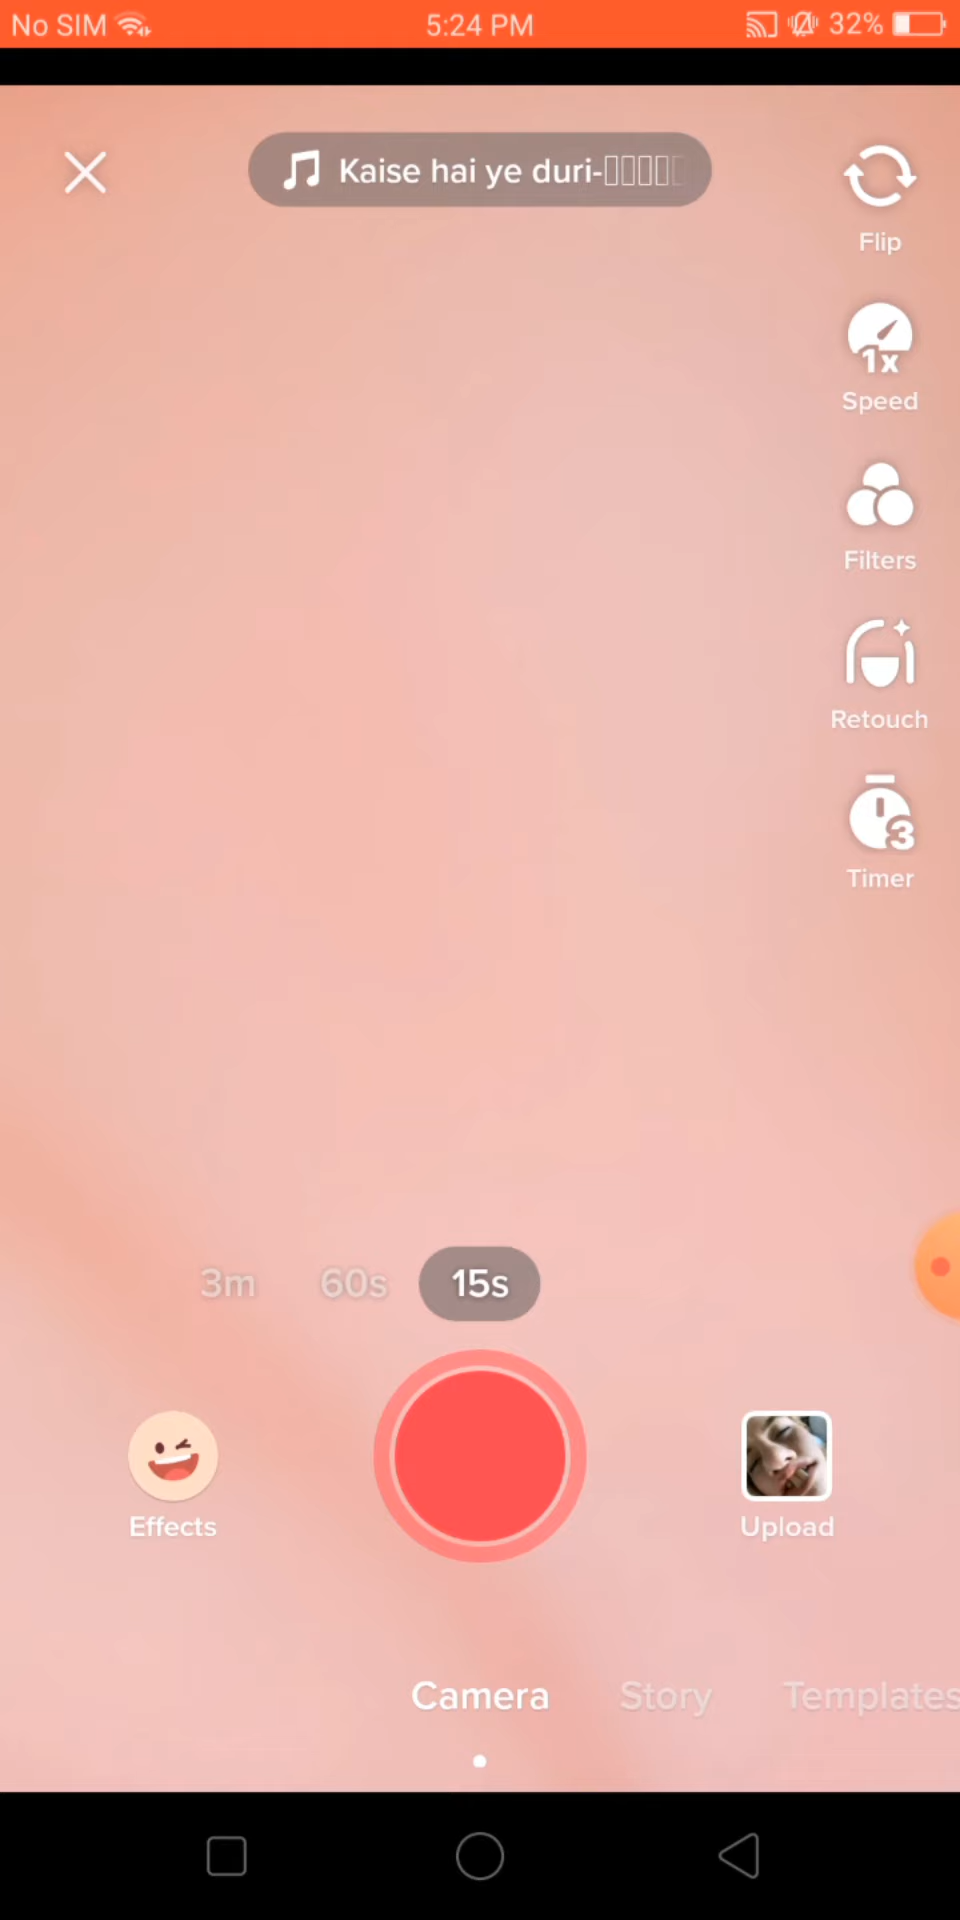 No SIM 5:24 PM 32%
Kaise hai ye duri-
Flip
1x
Speed
Filters
Retouch
3
Timer
3m 60s 15s
Effects
Upload
Camera Story Templates